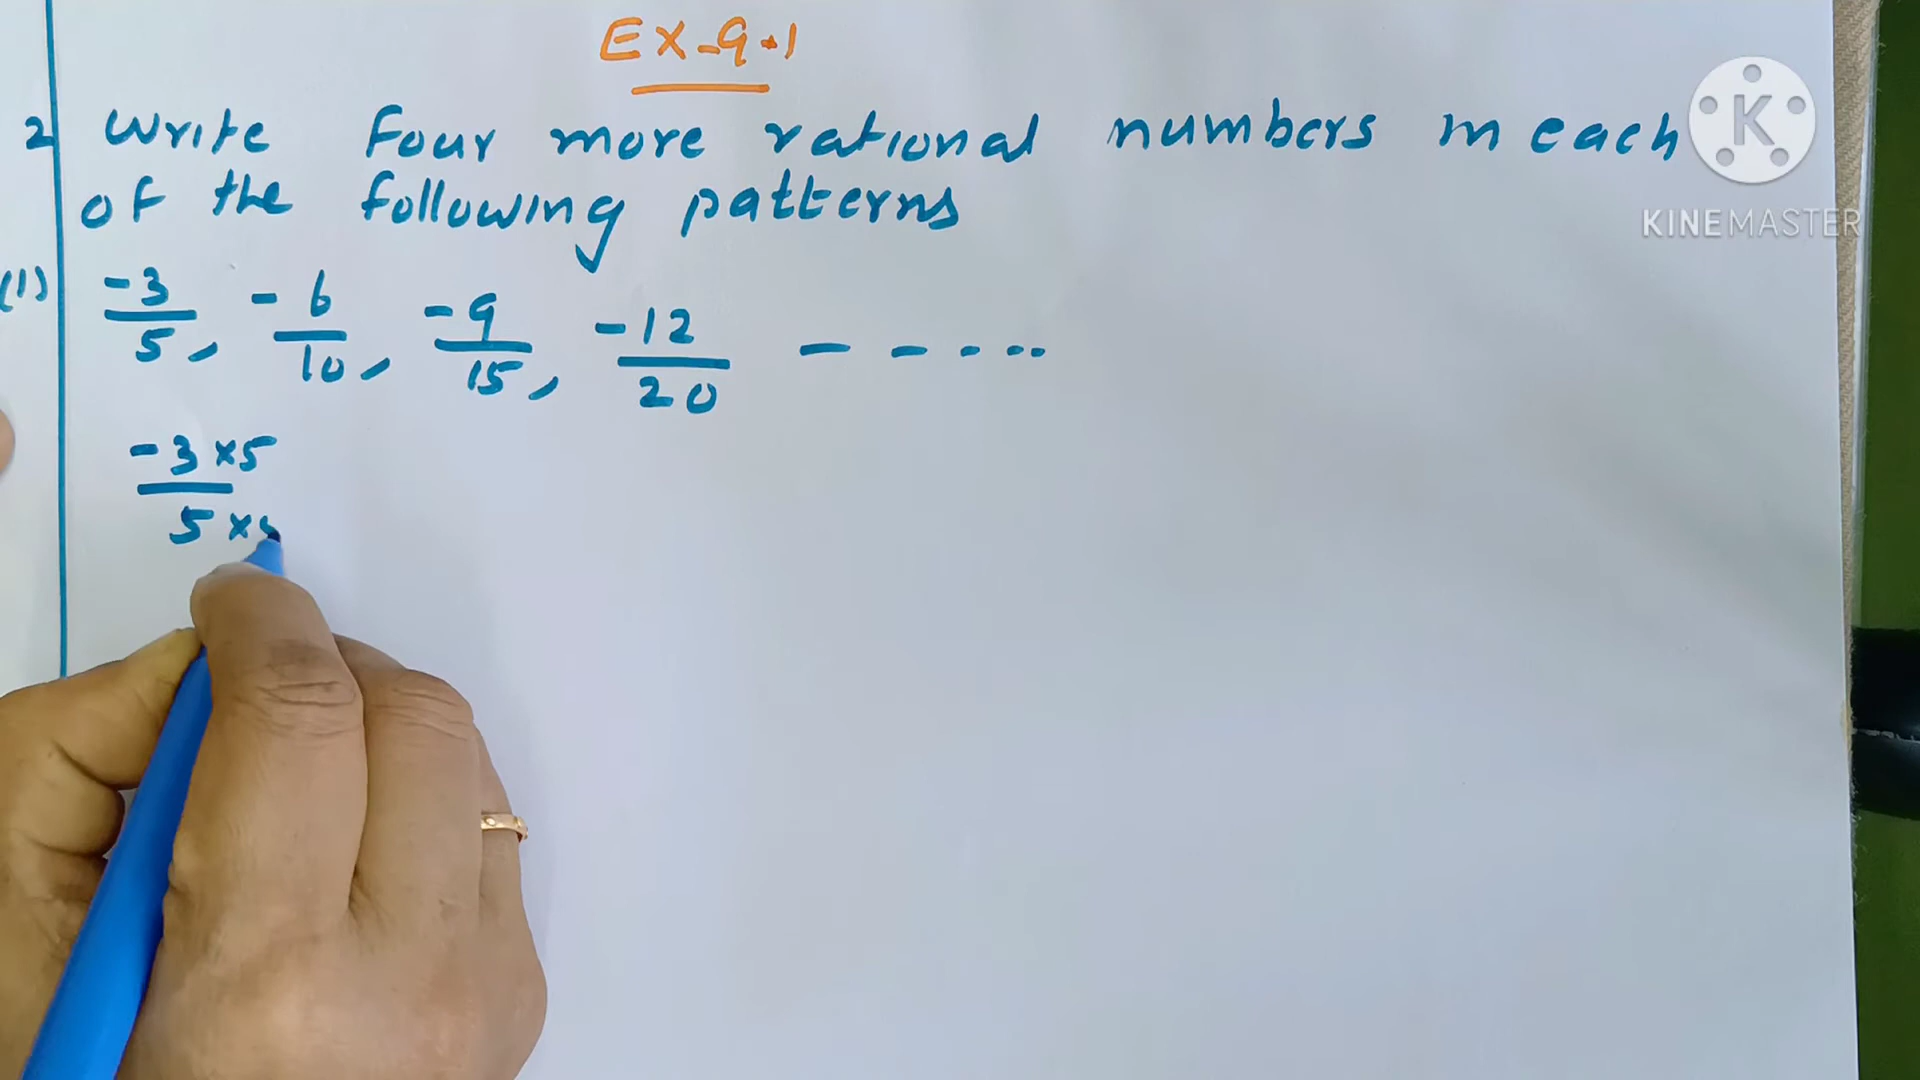 EX-9.1
2 Write four more rational numbers in each
of the following patterns
(1) -3/5, -6/10, -9/15, -12/20 - - - ..
-3×5
5×5
K
KINEMASTER